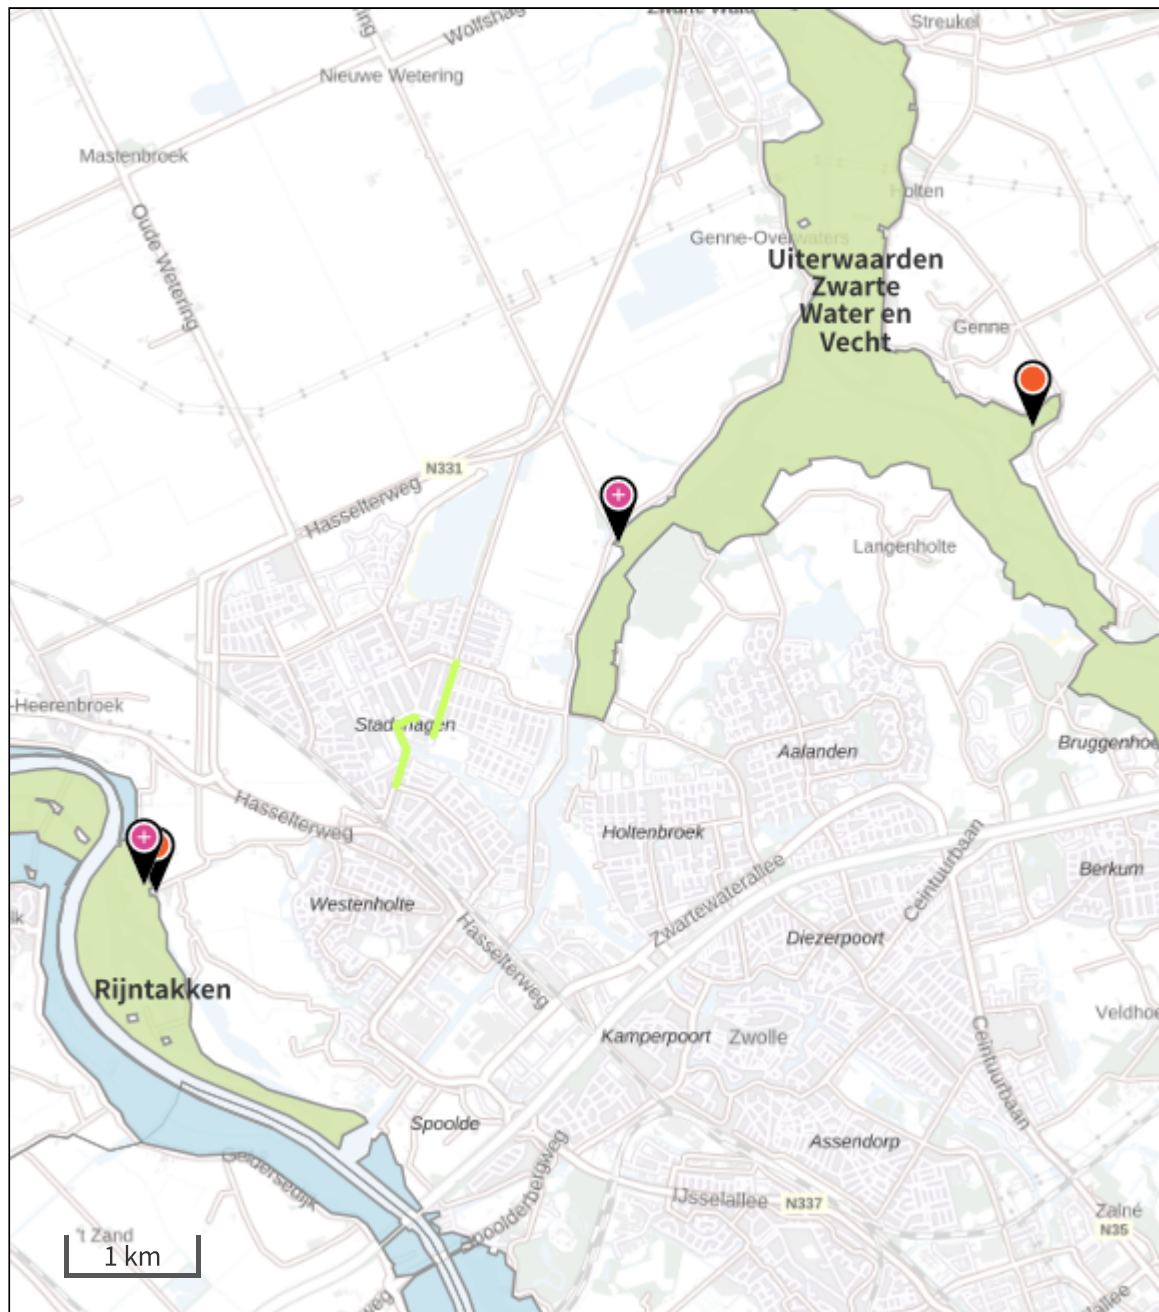 Streukel
Wolfshag
Nieuwe Wetering
Mastenbroek
Holten
Oude Wetering
Genne-Overwaters
Uiterwaarden
Zwarte
Water en
Vecht
Genne
N331
Hasselterweg
Langenholte
-Heerenbroek
Stadshagen
Aalanden
Bruggenhoe
Hasselterweg
Holtenbroek
Ceintuurbaan
Berkum
Zwartewaterallee
Westenholte
Hasselterweg
Diezerpoort
Rijntakken
Veldhoe
Kamperpoort
Zwolle
Ceintuurbaan
Spoolde
Assendorp
Geldersedijk
Spoolderbergweg
IJsselallee
N337
Zalné
N35
't Zand
1 km